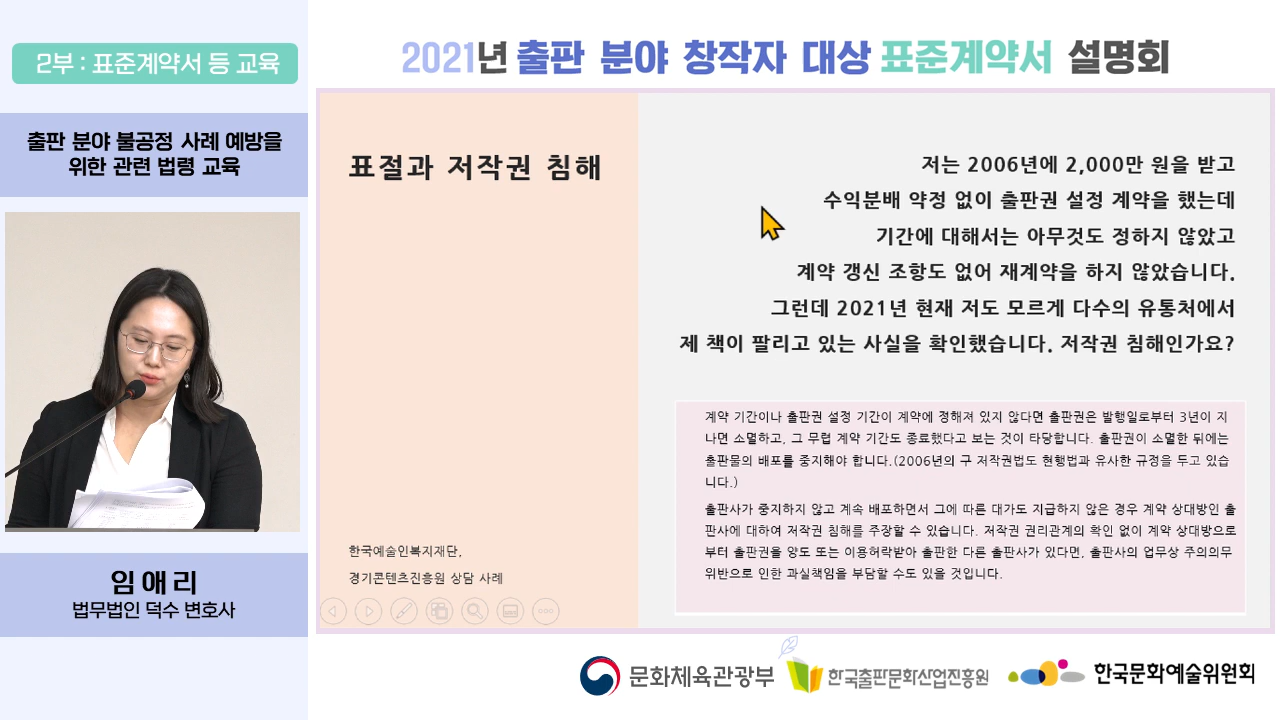 2부 : 표준계약서 등 교육
출판 분야 불공정 사례 예방을
위한 관련 법령 교육
임애리
법무법인 덕수 변호사
2021년 출판 분야 창작자 대상 표준계약서 설명회
표절과 저작권 침해
한국예술인복지재단,
경기콘텐츠진흥원 상담 사례
저는 2006년에 2,000만 원을 받고
수익분배 약정 없이 출판권 설정 계약을 했는데
기간에 대해서는 아무것도 정하지 않았고
계약 갱신 조항도 없어 재계약을 하지 않았습니다.
그런데 2021년 현재 저도 모르게 다수의 유통처에서
제 책이 팔리고 있는 사실을 확인했습니다. 저작권 침해인가요?
계약 기간이나 출판권 설정 기간이 계약에 정해져 있지 않다면 출판권은 발행일로부터 3년이 지
나면 소멸하고, 그 무렵 계약 기간도 종료했다고 보는 것이 타당합니다. 출판권이 소멸한 뒤에는
출판물의 배포를 중지해야 합니다.(2006년의 구 저작권법도 현행법과 유사한 규정을 두고 있습
니다.)
출판사가 중지하지 않고 계속 배포하면서 그에 따른 대가도 지급하지 않은 경우 계약 상대방인 출
판사에 대하여 저작권 침해를 주장할 수 있습니다. 저작권 권리관계의 확인 없이 계약 상대방으로
부터 출판권을 양도 또는 이용허락받아 출판한 다른 출판사가 있다면, 출판사의 업무상 주의의무
위반으로 인한 과실책임을 부담할 수도 있을 것입니다.
문화체육관광부
한국출판문화산업진흥원
한국문화예술위원회